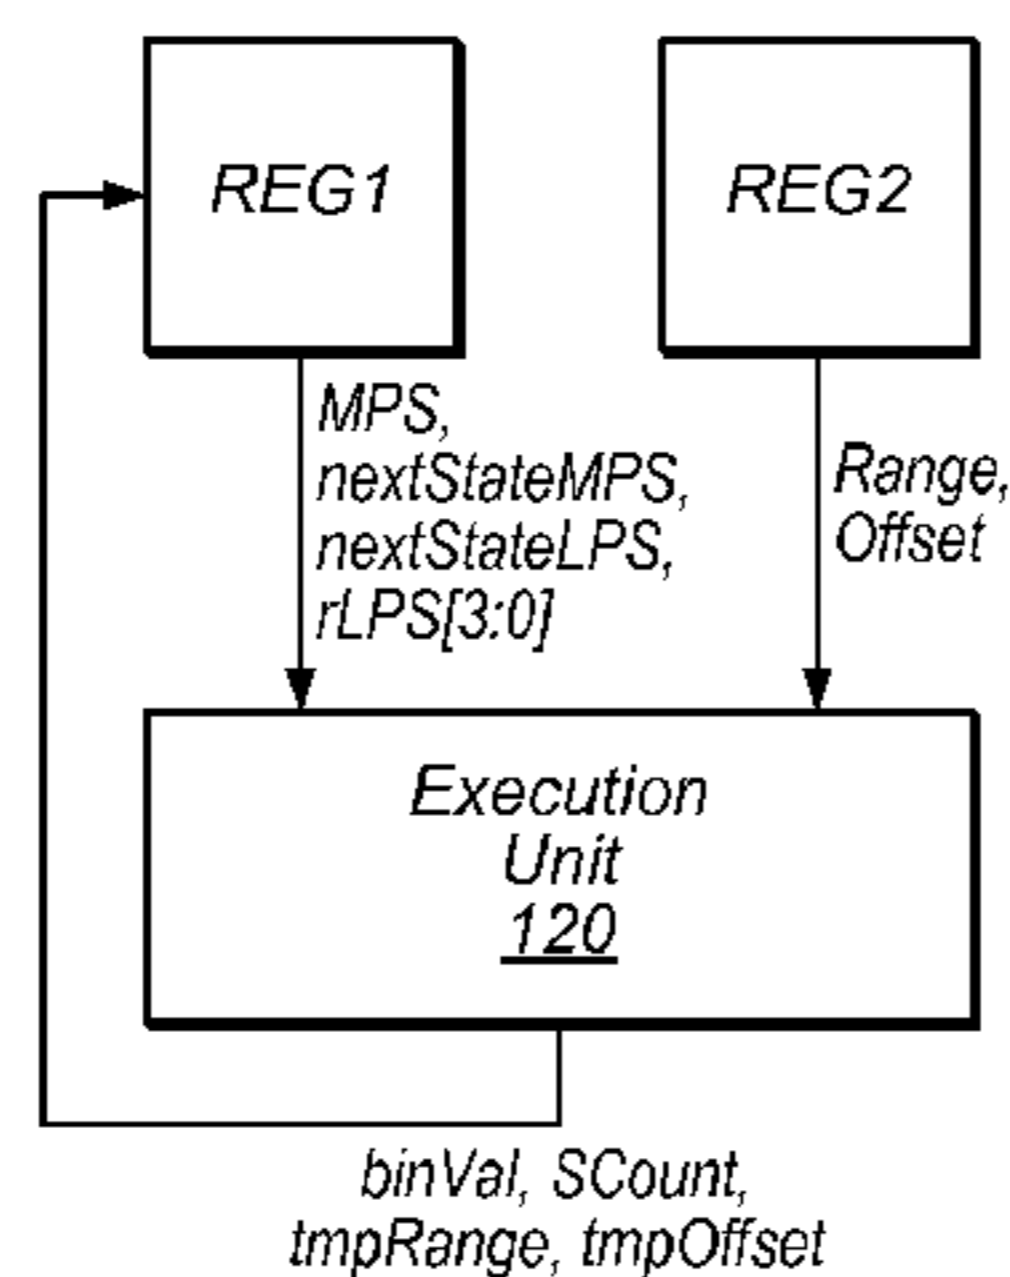 REG1
REG2
MPS,
nextStateMPS,
nextStateLPS,
rLPS[3:0]
Range,
Offset
Execution
Unit
120
binVal, SCount,
tmpRange, tmpOffset